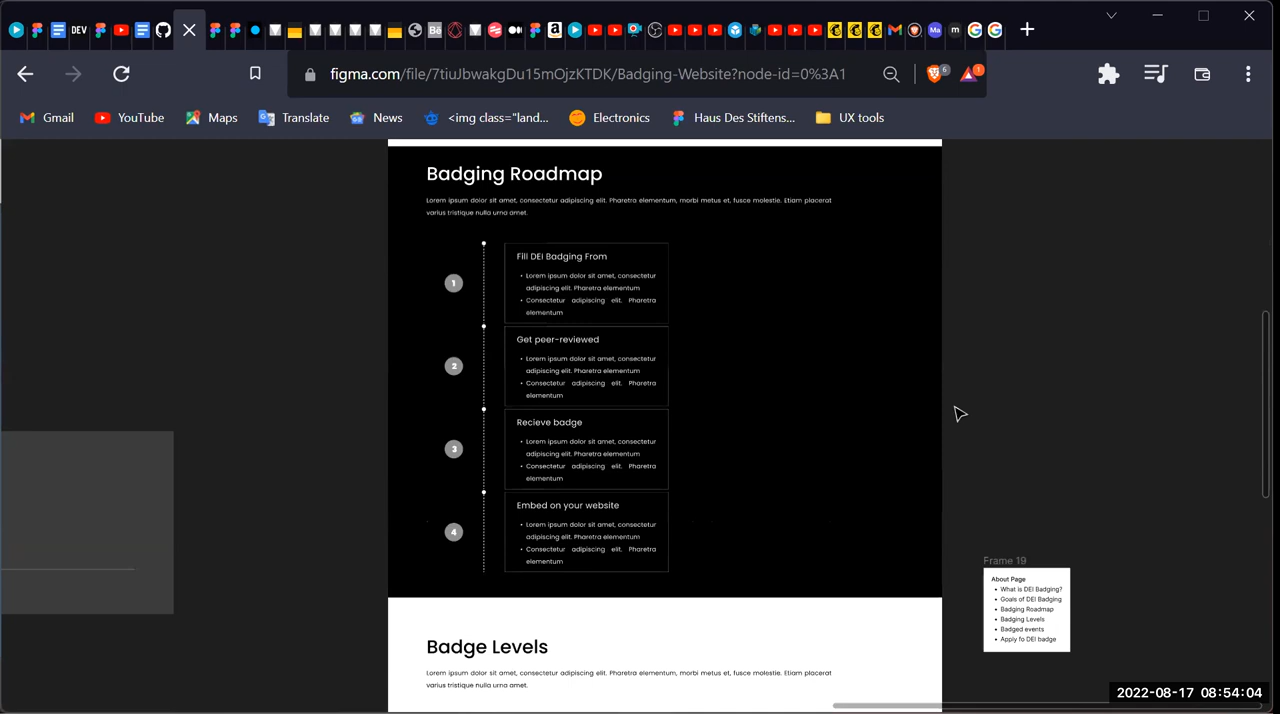 DEV
Bē
Ma
m
figma.com/file/7tiuJbwakgDu15mOjzKTDK/Badging-Website?node-id=0%3A1
6
1
Gmail
YouTube
Maps
Translate
News
<img class="land...
Electronics
Haus Des Stiftens...
UX tools
Badging Roadmap
Lorem ipsum dolor sit amet, consectetur adipiscing elit. Pharetra elementum, morbi metus et, fusce molestie. Etiam placerat
varius tristique nulla urna amet.
1
Fill DEI Badging From
• Lorem ipsum dolor sit amet, consectetur
adipiscing elit. Pharetra elementum
• Consectetur adipiscing elit. Pharetra
elementum
2
Get peer-reviewed
• Lorem ipsum dolor sit amet, consectetur
adipiscing elit. Pharetra elementum
• Consectetur adipiscing elit. Pharetra
elementum
3
Recieve badge
• Lorem ipsum dolor sit amet, consectetur
adipiscing elit. Pharetra elementum
• Consectetur adipiscing elit. Pharetra
elementum
4
Embed on your website
• Lorem ipsum dolor sit amet, consectetur
adipiscing elit. Pharetra elementum
• Consectetur adipiscing elit. Pharetra
elementum
Badge Levels
Lorem ipsum dolor sit amet, consectetur adipiscing elit. Pharetra elementum, morbi metus et, fusce molestie. Etiam placerat
varius tristique nulla urna amet.
Frame 19
About Page
• What is DEI Badging?
• Goals of DEI Badging
• Badging Roadmap
• Badging Levels
• Badged events
• Apply fo DEI badge
2022-08-17 08:54:04